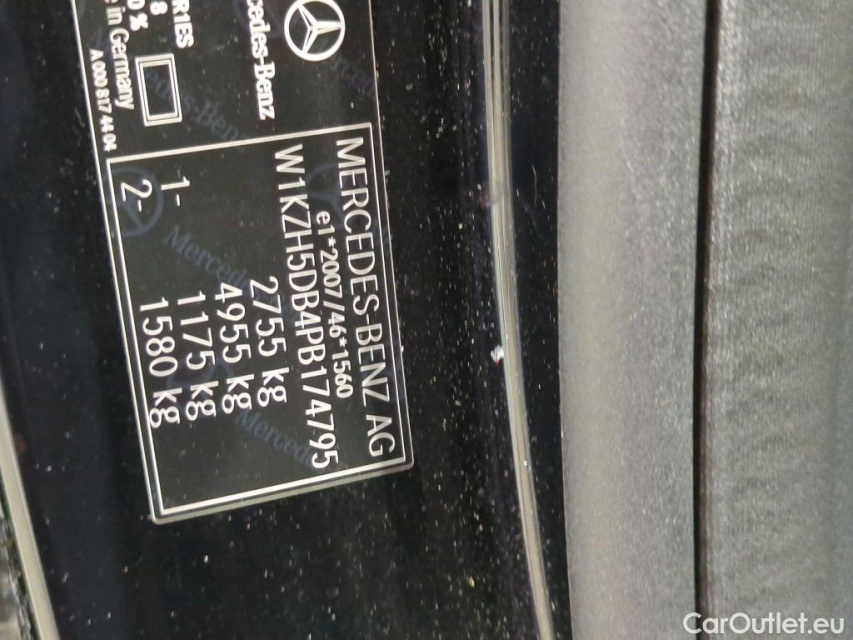 MERCEDES-BENZ AG
e1*2007/46*1560
W1KZH5DB4PB174795
2755 kg
4955 kg
1- 1175 kg
2- 1580 kg
Mercedes-Benz
in Germany
A 000 817 44 04
CarOutlet.eu